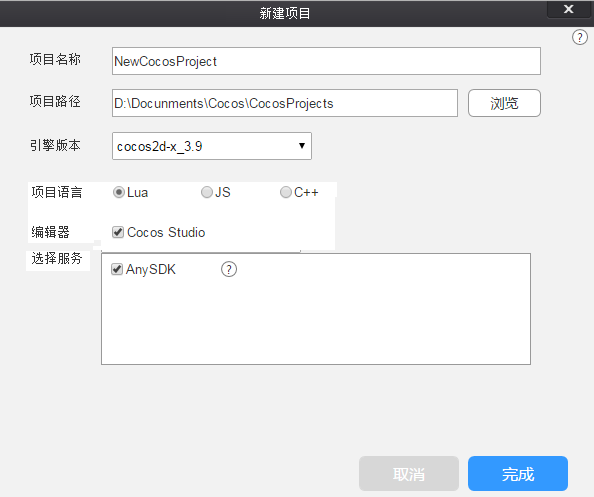 新建项目
?
项目名称 NewCocosProject
项目路径 D:\Docunments\Cocos\CocosProjects 浏览
引擎版本 cocos2d-x_3.9
项目语言 Lua JS C++
编辑器 Cocos Studio
选择服务
AnySDK ?
取消 完成